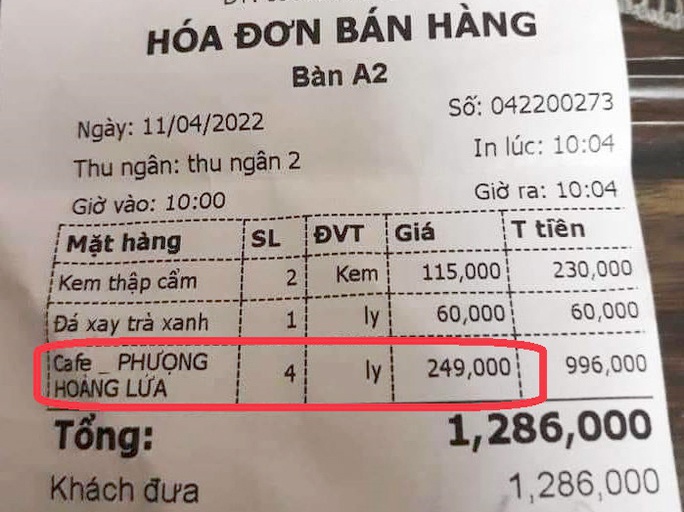 HÓA ĐƠN BÁN HÀNG
Bàn A2
Số: 042200273
Ngày: 11/04/2022
In lúc: 10:04
Thu ngân: thu ngân 2
Giờ ra: 10:04
Giờ vào: 10:00
Mặt hàng SL ĐVT Giá T tiền
Kem thập cẩm 2 Kem 115,000 230,000
Đá xay trà xanh 1 ly 60,000 60,000
Cafe _ PHƯỢNG
HOÀNG LỬA 4 ly 249,000 996,000
Tổng: 1,286,000
Khách đưa 1,286,000